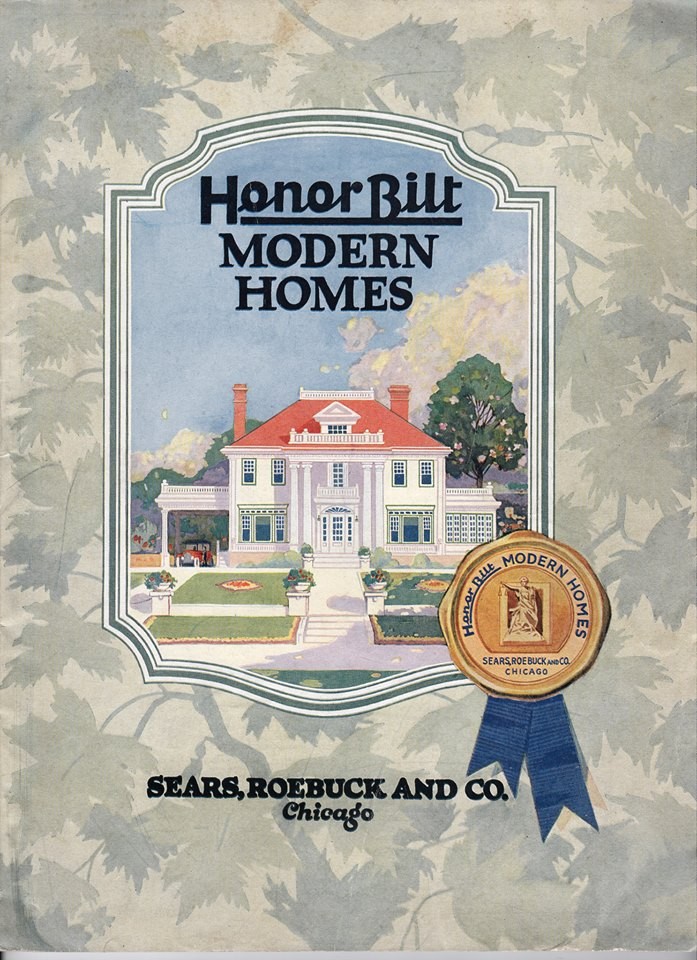 Honor Bilt
MODERN
HOMES
Honor Bilt MODERN HOMES
SEARS, ROEBUCK AND CO.
CHICAGO
SEARS, ROEBUCK AND CO.
Chicago